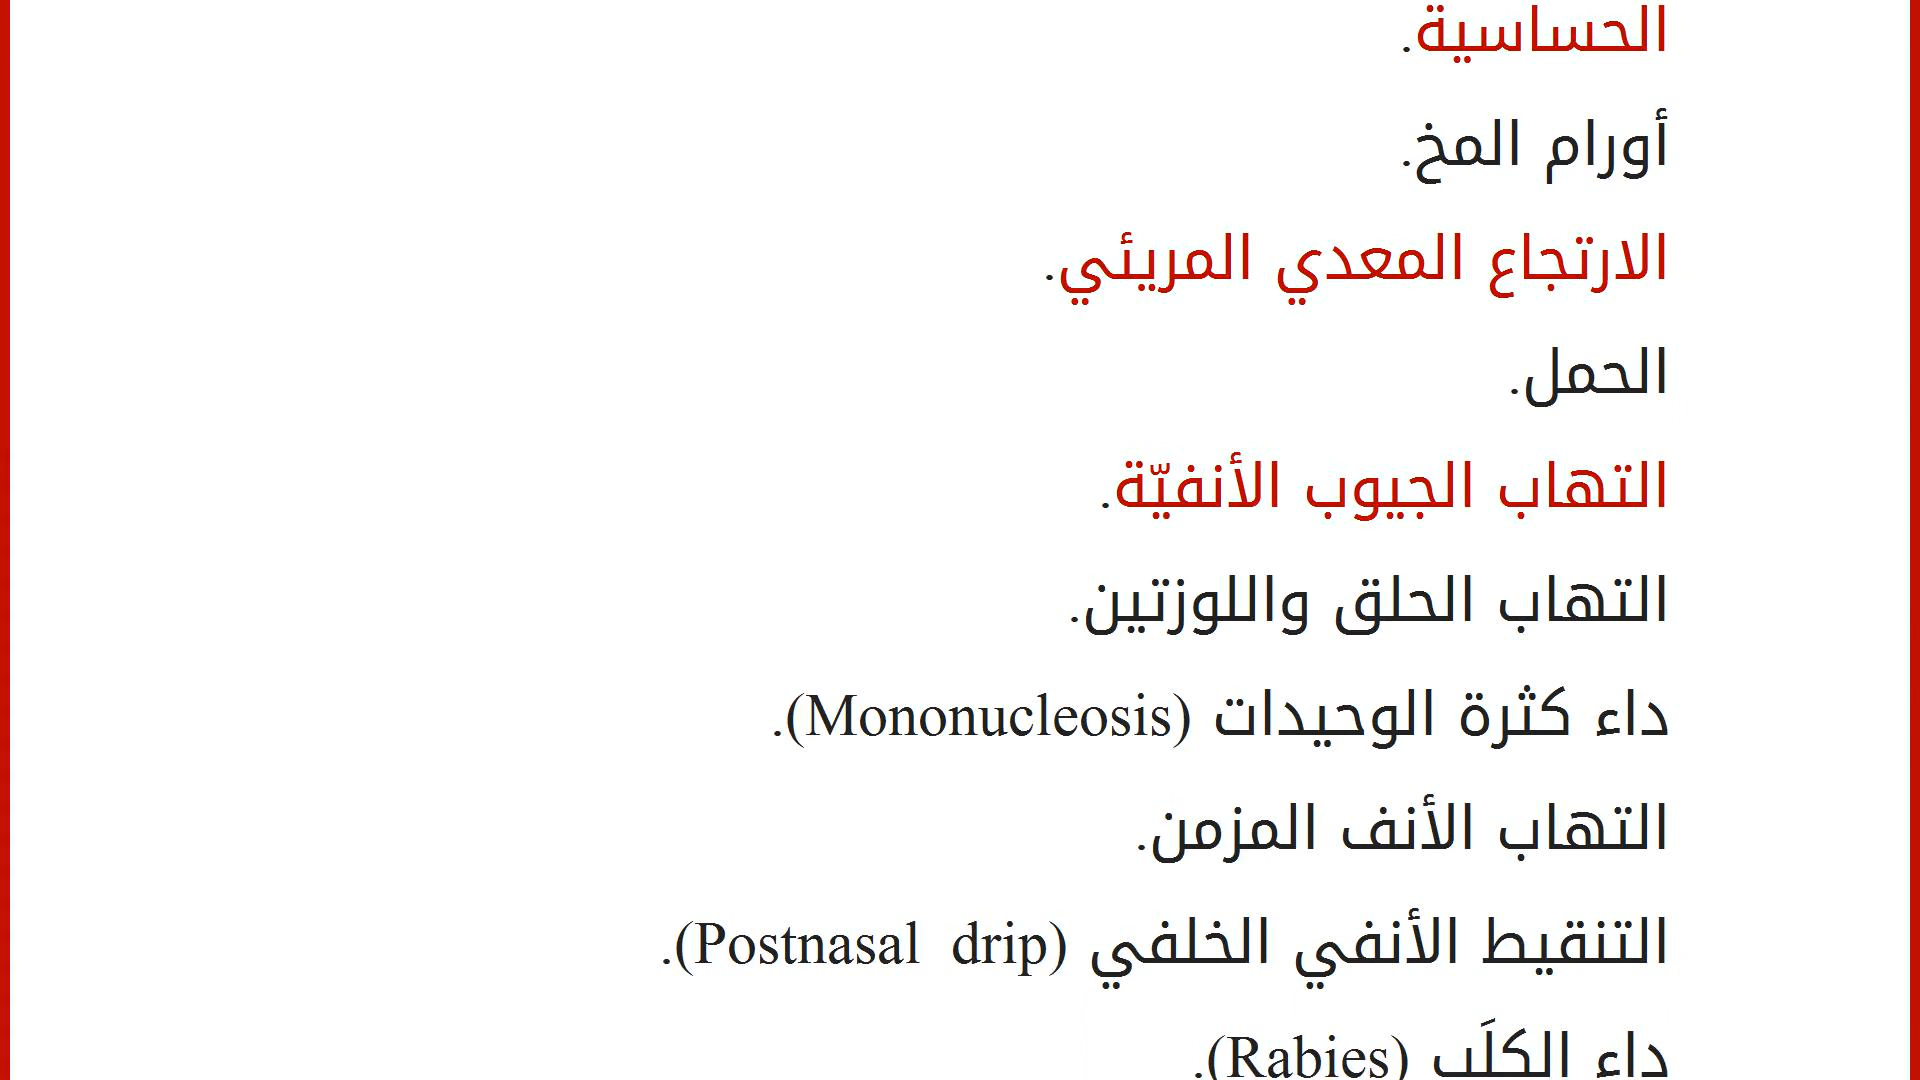 الحساسية.
أورام المخ.
الارتجاع المعدي المريئي.
الحمل.
التهاب الجيوب الأنفيّة.
التهاب الحلق واللوزتين.
داء كثرة الوحيدات (Mononucleosis).
التهاب الأنف المزمن.
التنقيط الأنفي الخلفي (Postnasal drip).
داء الكلَب (Rabies).